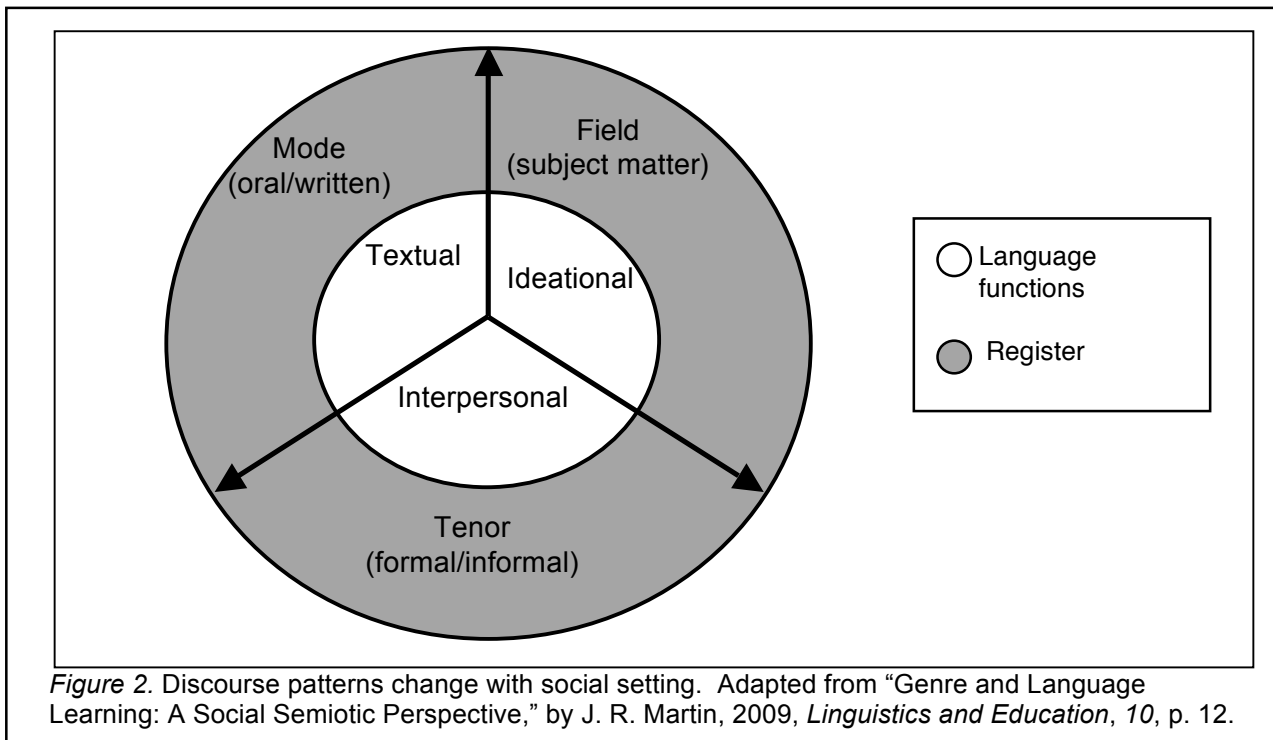 Mode
(oral/written)
Field
(subject matter)
Textual
Ideational
Interpersonal
Tenor
(formal/informal)
Language
functions
Register
Figure 2. Discourse patterns change with social setting.  Adapted from “Genre and Language
Learning: A Social Semiotic Perspective,” by J. R. Martin, 2009, Linguistics and Education, 10, p. 12.